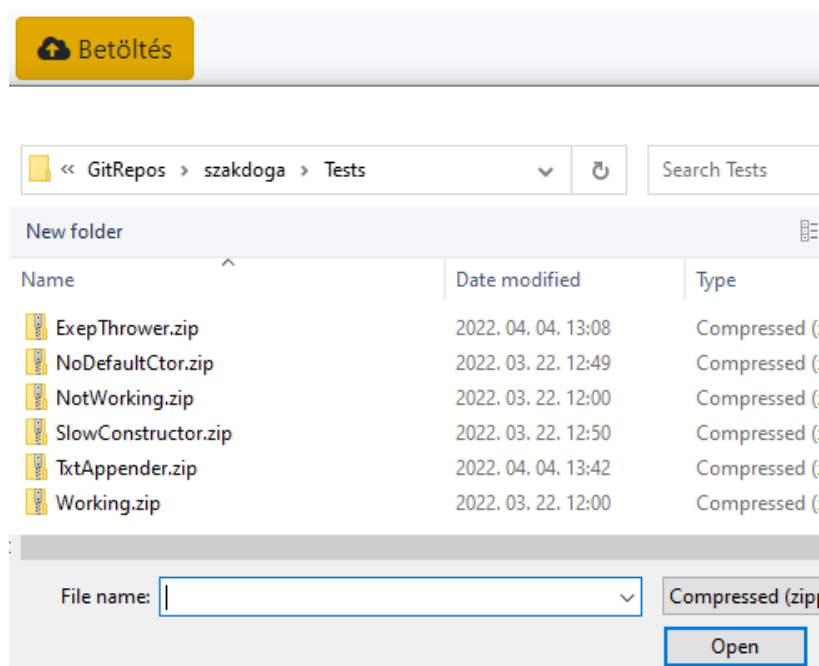 Betöltés
« GitRepos > szakdoga > Tests Search Tests
New folder
Name Date modified Type
ExepThrower.zip 2022. 04. 04. 13:08 Compressed (
NoDefaultCtor.zip 2022. 03. 22. 12:49 Compressed (
NotWorking.zip 2022. 03. 22. 12:00 Compressed (
SlowConstructor.zip 2022. 03. 22. 12:50 Compressed (
TxtAppender.zip 2022. 04. 04. 13:42 Compressed (
Working.zip 2022. 03. 22. 12:00 Compressed (
File name: Compressed (zip
Open